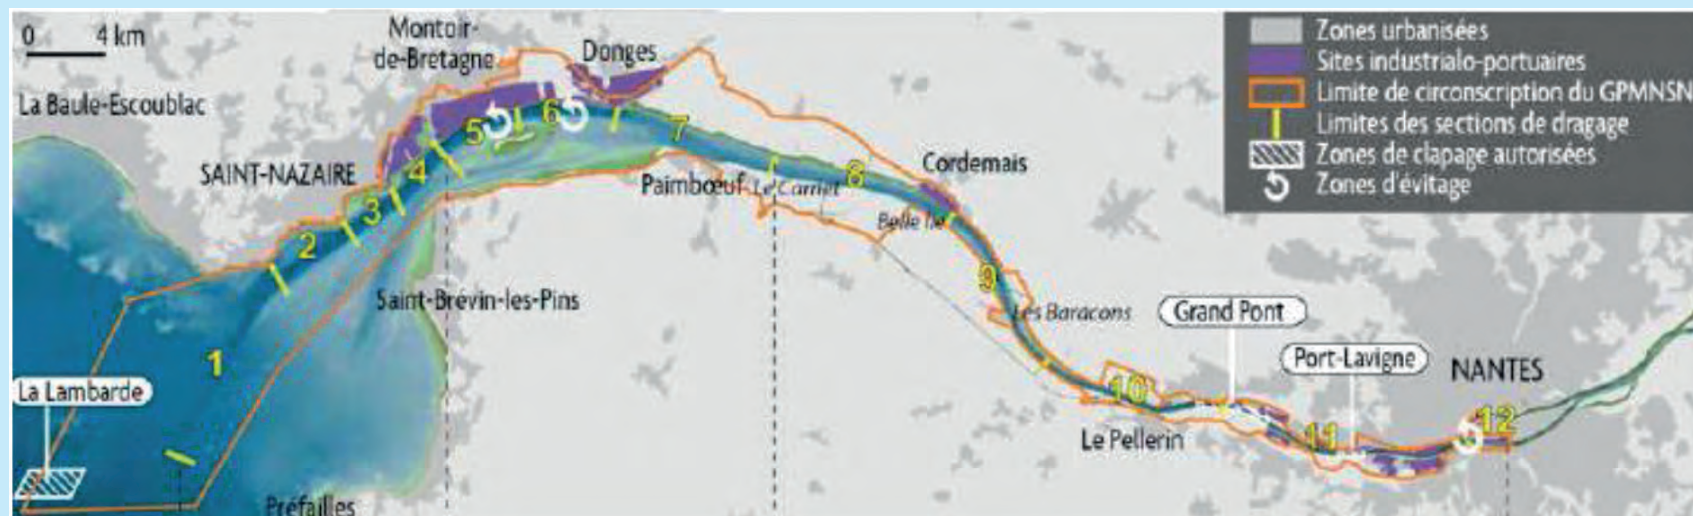 0 4 km
Montoir-
de-Bretagne
Donges
La Baule-Escoublac
SAINT-NAZAIRE
Zones urbanisées
Sites industrialo-portuaires
Limite de circonscription du GPMNSN
Limites des sections de dragage
Zones de clapage autorisées
Zones d'évitage
Cordemais
Paimbœuf
Le Carnet
Belle Ile
Saint-Brévin-les-Pins
Les Baracons
Grand Pont
Port-Lavigne
NANTES
La Lambarde
Le Pellerin
Préfailles
1
2
3
4
5
6
7
8
9
10
11
12